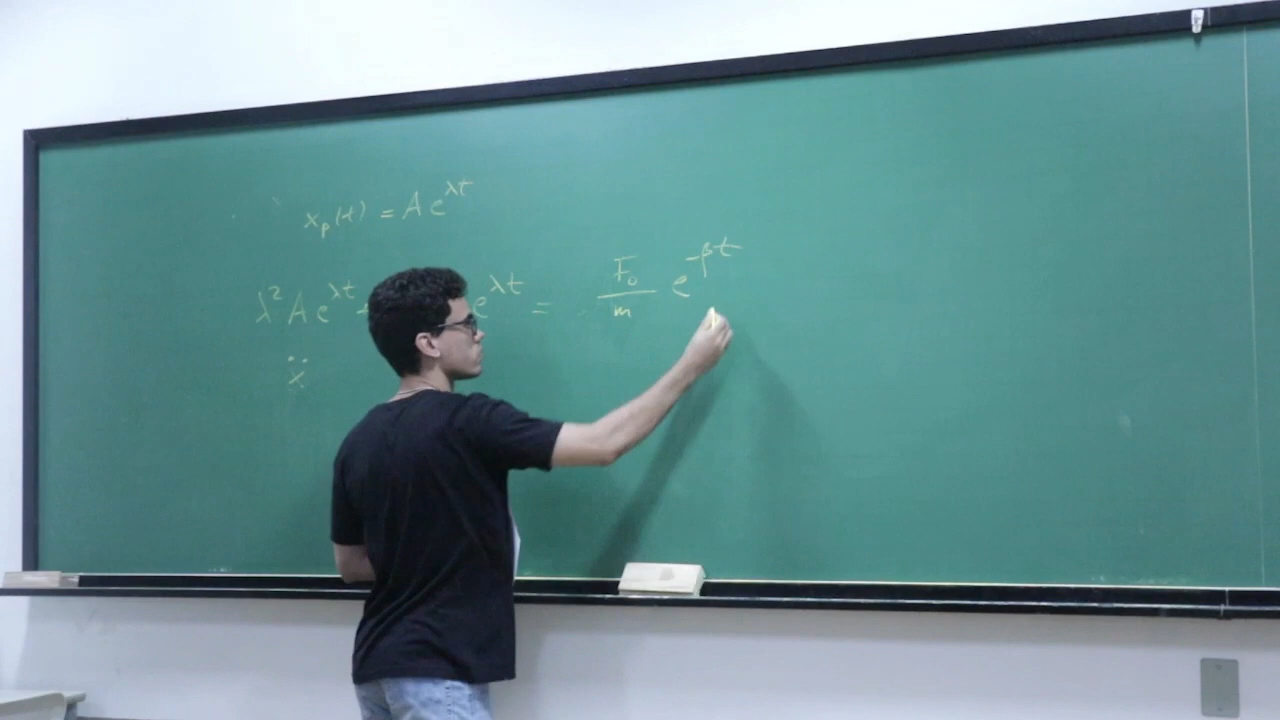 x_p(t) = A e^{λt}
λ² A e^{λt} + e^{λt} = F₀/m e^{-βt}
ẍ